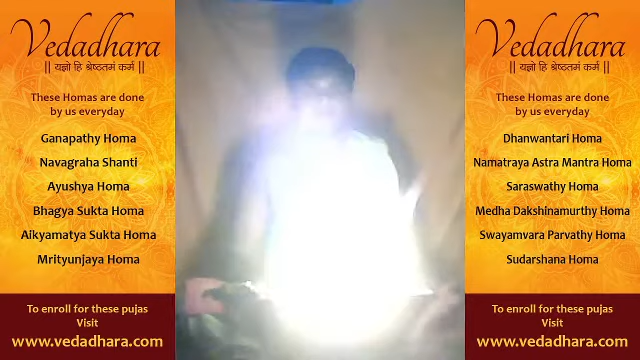 Vedadhara
|| यज्ञो हि श्रेष्ठतमं कर्म ||
These Homas are done
by us everyday
Ganapathy Homa
Navagraha Shanti
Ayushya Homa
Bhagya Sukta Homa
Aikyamatya Sukta Homa
Mrityunjaya Homa
To enroll for these pujas
Visit
www.vedadhara.com
Vedadhara
|| यज्ञो हि श्रेष्ठतमं कर्म ||
These Homas are done
by us everyday
Dhanwantari Homa
Namatraya Astra Mantra Homa
Saraswathy Homa
Medha Dakshinamurthy Homa
Swayamvara Parvathy Homa
Sudarshana Homa
To enroll for these pujas
Visit
www.vedadhara.com